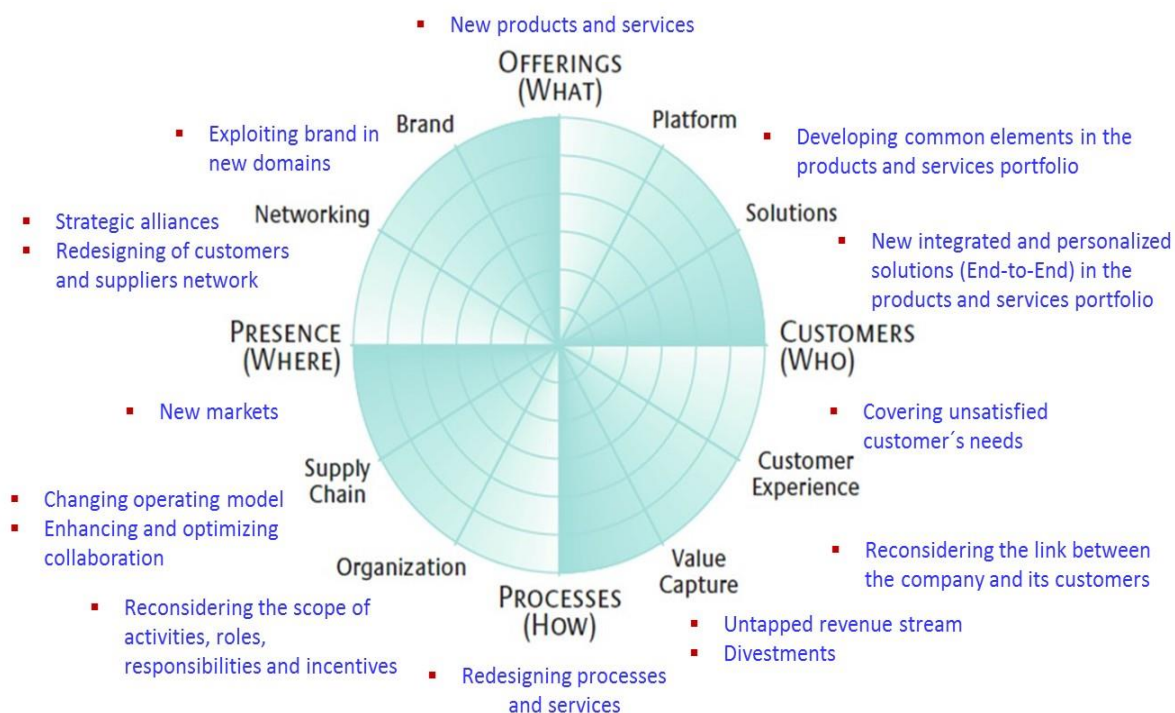 ▪ New products and services
OFFERINGS
(WHAT)
Brand
Platform
▪ Exploiting brand in
new domains
▪ Developing common elements in the
products and services portfolio
Networking
Solutions
▪ Strategic alliances
▪ Redesigning of customers
and suppliers network
▪ New integrated and personalized
solutions (End-to-End) in the
products and services portfolio
PRESENCE
(WHERE)
CUSTOMERS
(WHO)
▪ New markets
▪ Covering unsatisfied
customer´s needs
Supply
Chain
Customer
Experience
▪ Changing operating model
▪ Enhancing and optimizing
collaboration
Organization
Value
Capture
▪ Reconsidering the link between
the company and its customers
PROCESSES
(HOW)
▪ Reconsidering the scope of
activities, roles,
responsibilities and incentives
▪ Untapped revenue stream
▪ Divestments
▪ Redesigning processes
and services